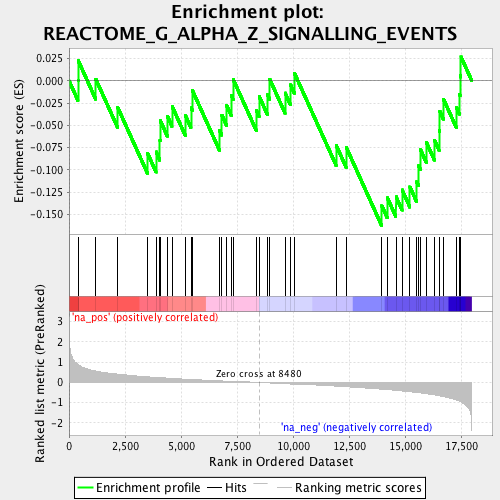 Enrichment plot:
REACTOME_G_ALPHA_Z_SIGNALLING_EVENTS
Enrichment score (ES)
0.025
0.000
-0.025
-0.050
-0.075
-0.100
-0.125
-0.150
'na_pos' (positively correlated)
Ranked list metric (PreRanked)
3
2
1
0
-1
-2
Zero cross at 8480
'na_neg' (negatively correlated)
0
2,500
5,000
7,500
10,000
12,500
15,000
17,500
Rank in Ordered Dataset
Enrichment profile
Hits
Ranking metric scores